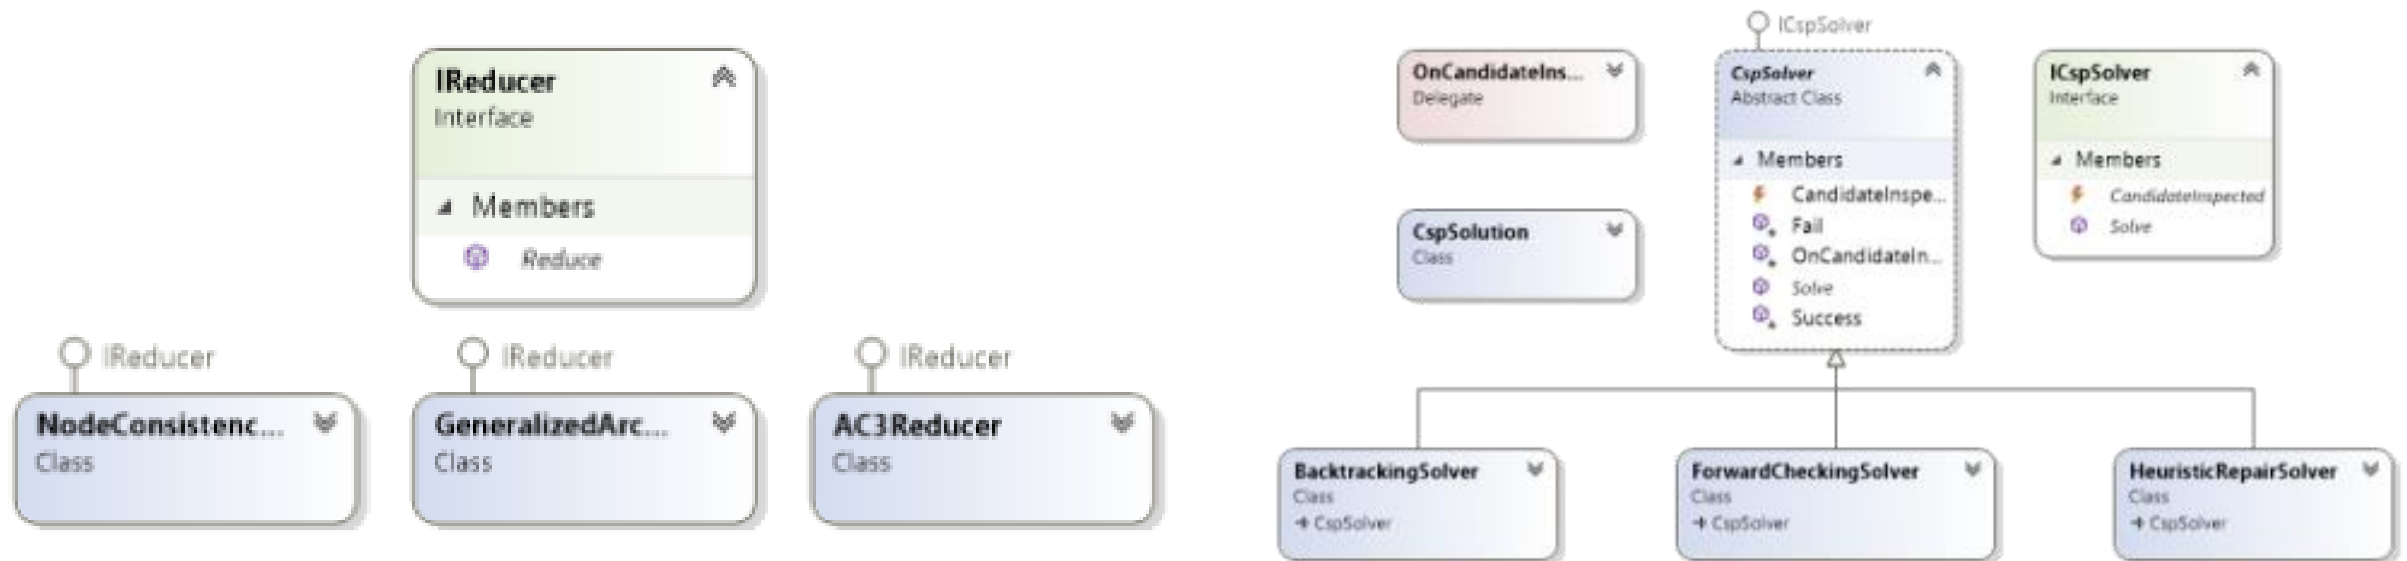 IReducer
Interface
Members
Reduce
IReducer
NodeConsistenc...
Class
IReducer
GeneralizedArc...
Class
IReducer
AC3Reducer
Class
OnCandidateIns...
Delegate
CspSolution
Class
ICspSolver
CspSolver
Abstract Class
Members
CandidateInspe...
Fail
OnCandidateIn...
Solve
Success
ICspSolver
Interface
Members
CandidateInspected
Solve
BacktrackingSolver
Class
CspSolver
ForwardCheckingSolver
Class
CspSolver
HeuristicRepairSolver
Class
CspSolver